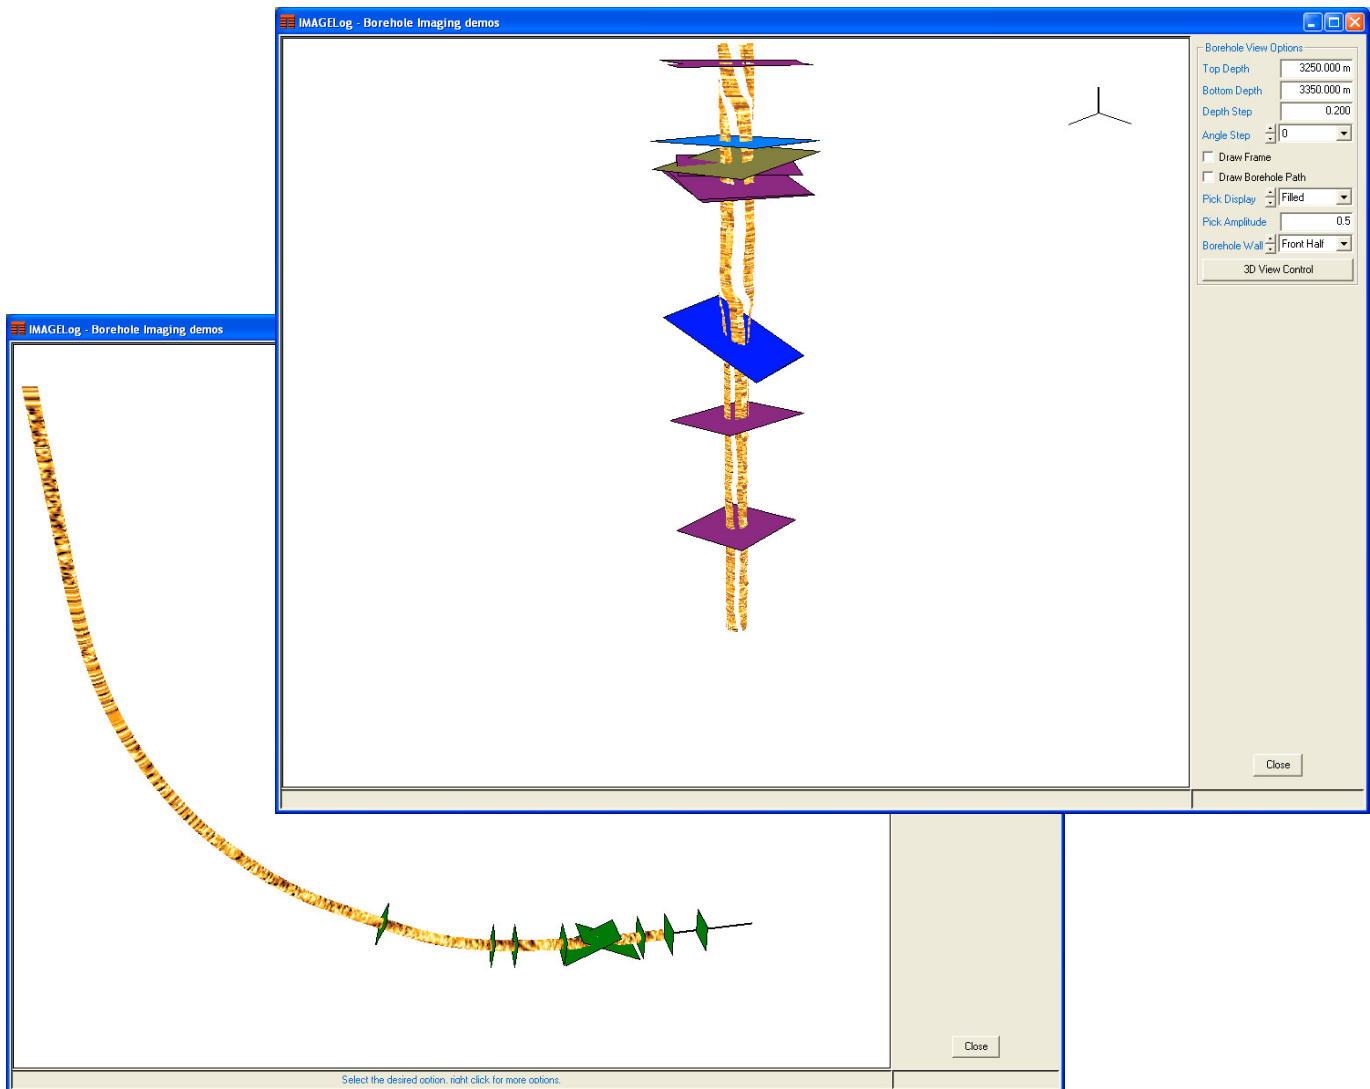 IMAGELog - Borehole Imaging demos
Borehole View Options
Top Depth 3250.000 m
Bottom Depth 3350.000 m
Depth Step 0.200
Angle Step 0
Draw Frame
Draw Borehole Path
Pick Display Filled
Pick Amplitude 0.5
Borehole Wall Front Half
3D View Control
Close
IMAGELog - Borehole Imaging demos
Close
Select the desired option, right click for more options.